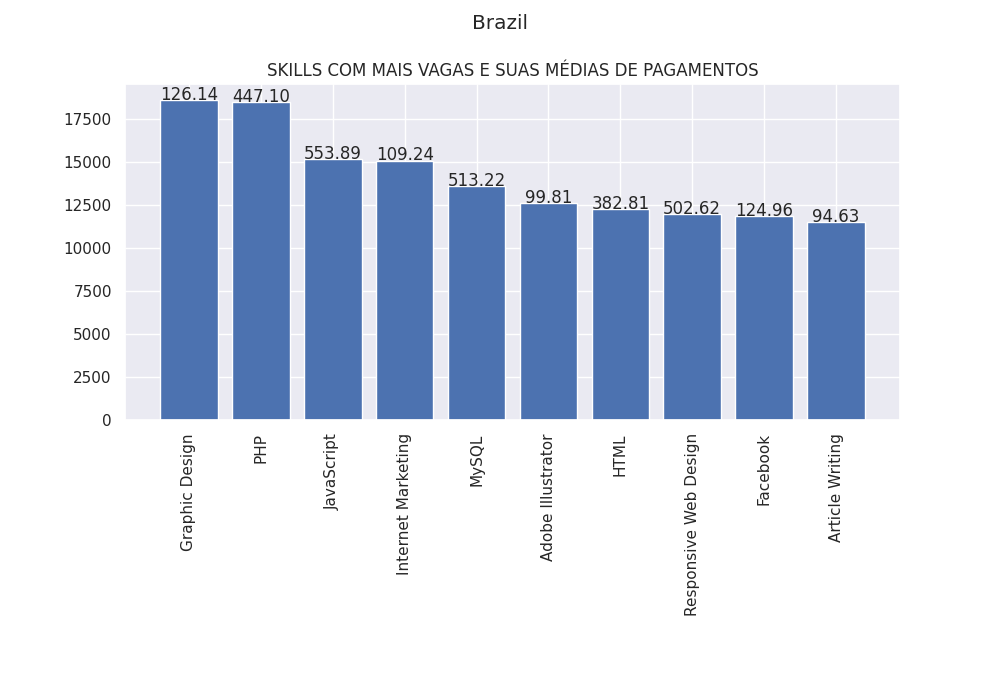 Brazil
SKILLS COM MAIS VAGAS E SUAS MÉDIAS DE PAGAMENTOS
126.14
447.10
553.89
109.24
513.22
99.81
382.81
502.62
124.96
94.63
17500
15000
12500
10000
7500
5000
2500
0
Graphic Design
PHP
JavaScript
Internet Marketing
MySQL
Adobe Illustrator
HTML
Responsive Web Design
Facebook
Article Writing